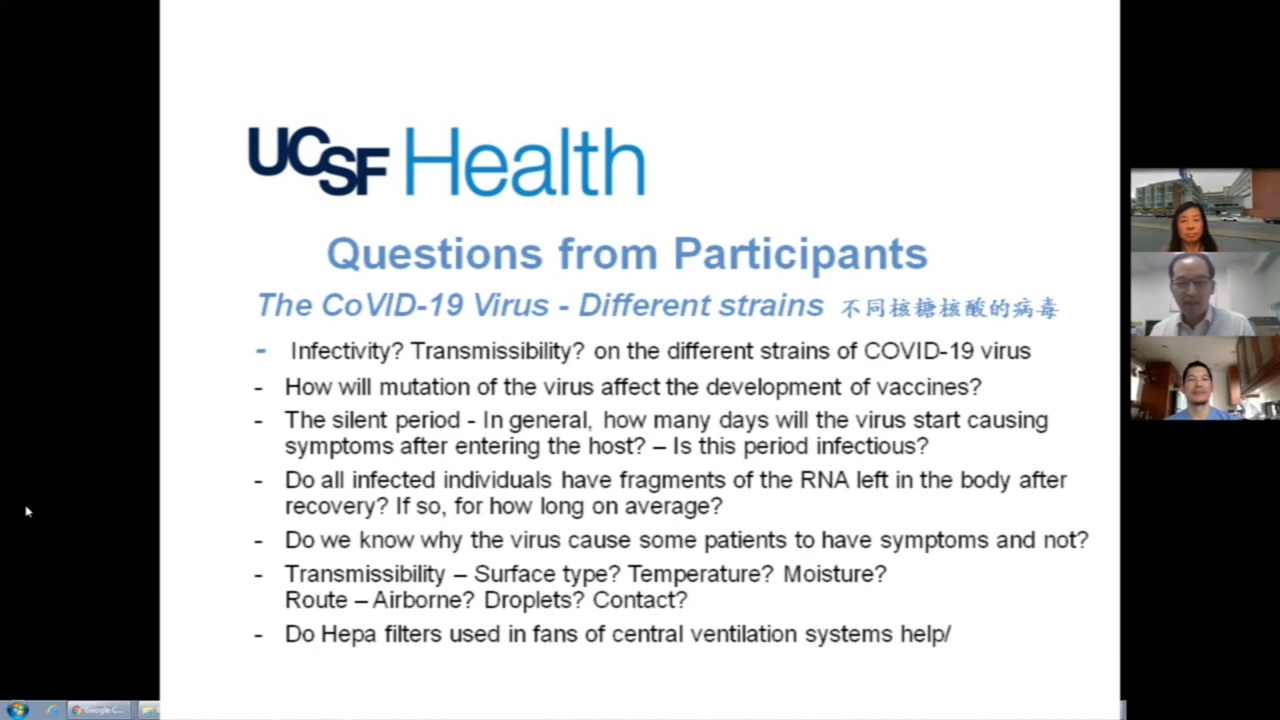 UCSF Health
Questions from Participants
The CoVID-19 Virus - Different strains 不同核糖核酸的病毒
- Infectivity? Transmissibility? on the different strains of COVID-19 virus
- How will mutation of the virus affect the development of vaccines?
- The silent period - In general, how many days will the virus start causing
symptoms after entering the host? – Is this period infectious?
- Do all infected individuals have fragments of the RNA left in the body after
recovery? If so, for how long on average?
- Do we know why the virus cause some patients to have symptoms and not?
- Transmissibility – Surface type? Temperature? Moisture?
Route – Airborne? Droplets? Contact?
- Do Hepa filters used in fans of central ventilation systems help/
Google C...